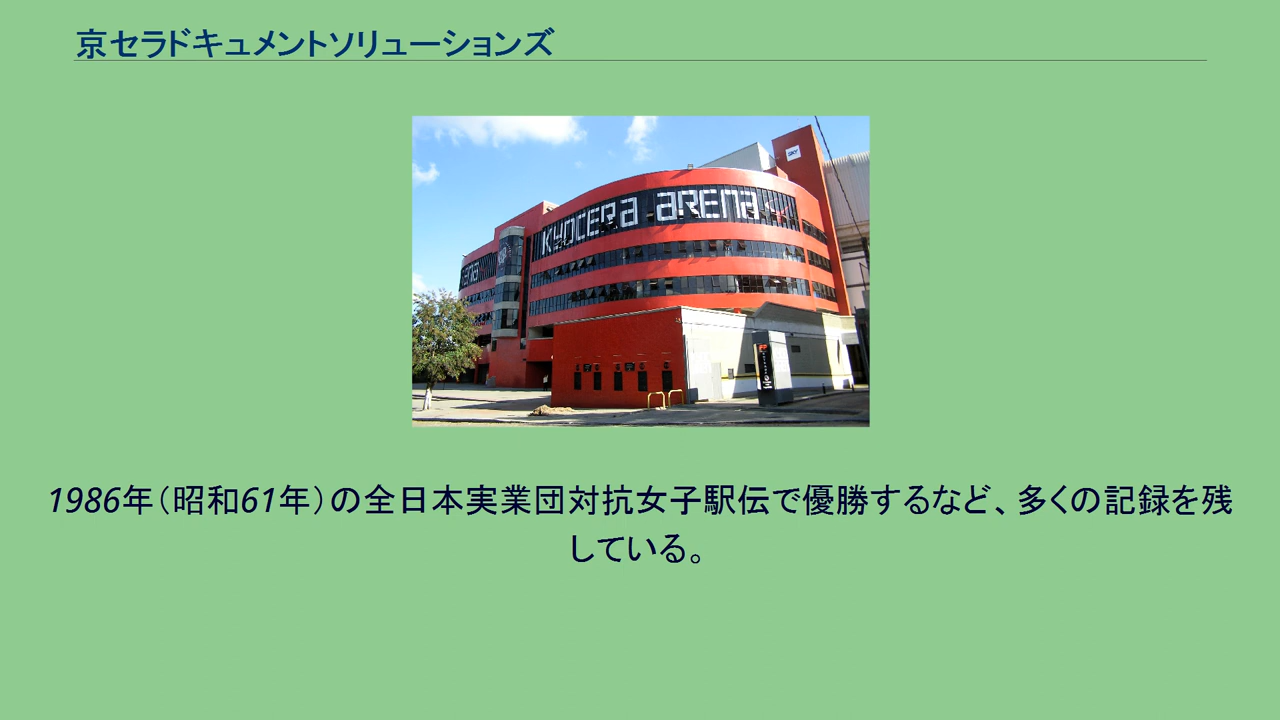 京セラドキュメントソリューションズ
SKY
KYOCERA ARENA
1986年（昭和61年）の全日本実業団対抗女子駅伝で優勝するなど、多くの記録を残
している。